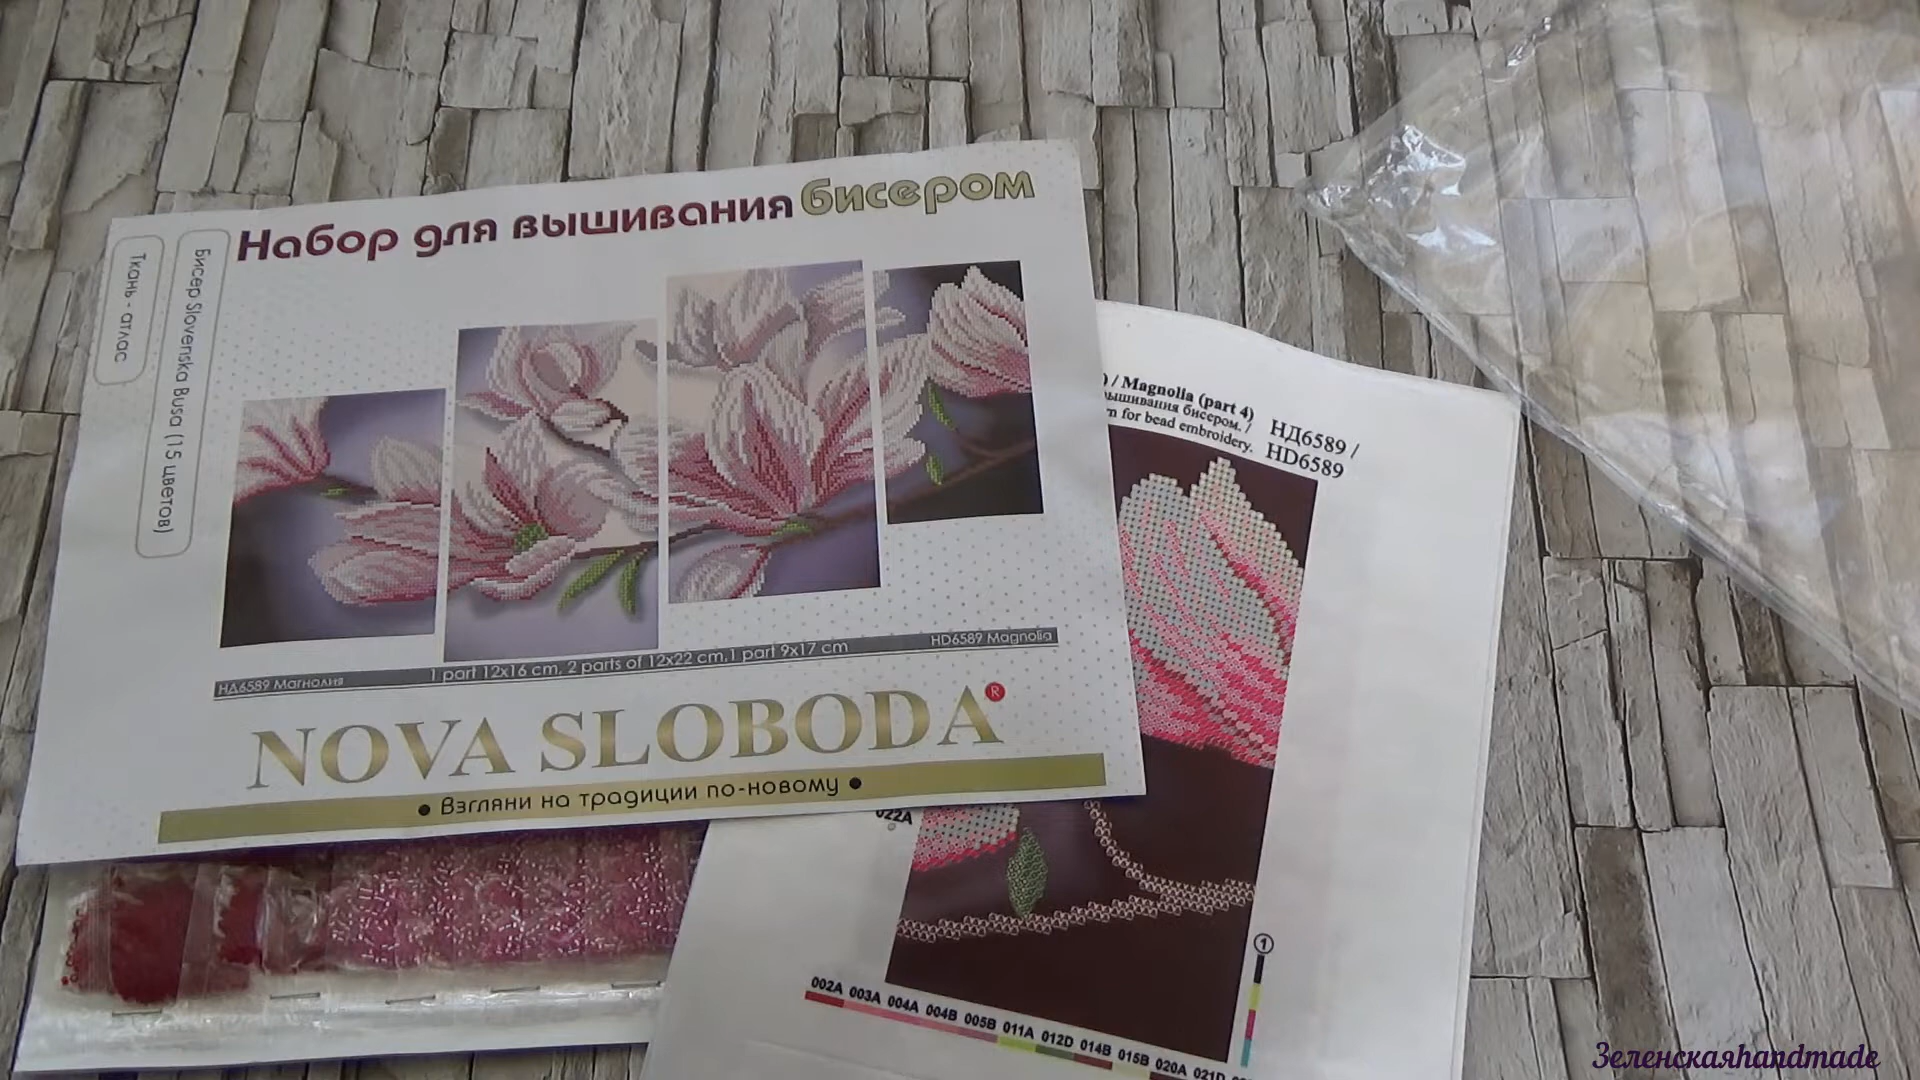 Набор для вышивания бисером
Ткань - атлас
Бисер Slovenska Busa (15 цветов)
НД6589 Магнолия
1 part 12x16 cm, 2 parts of 12x22 cm,1 part 9x17 cm
HD6589 Magnolia
NOVA SLOBODA®
● Взгляни на традиции по-новому ●
) / Magnolia (part 4)
вышивания бисером. /
n for bead embroidery.
НД6589 /
HD6589
022A
1
002A 003A 004A 004B 005B 011A 012D 014B 015B 020A 021D
Зеленскаяhandmade